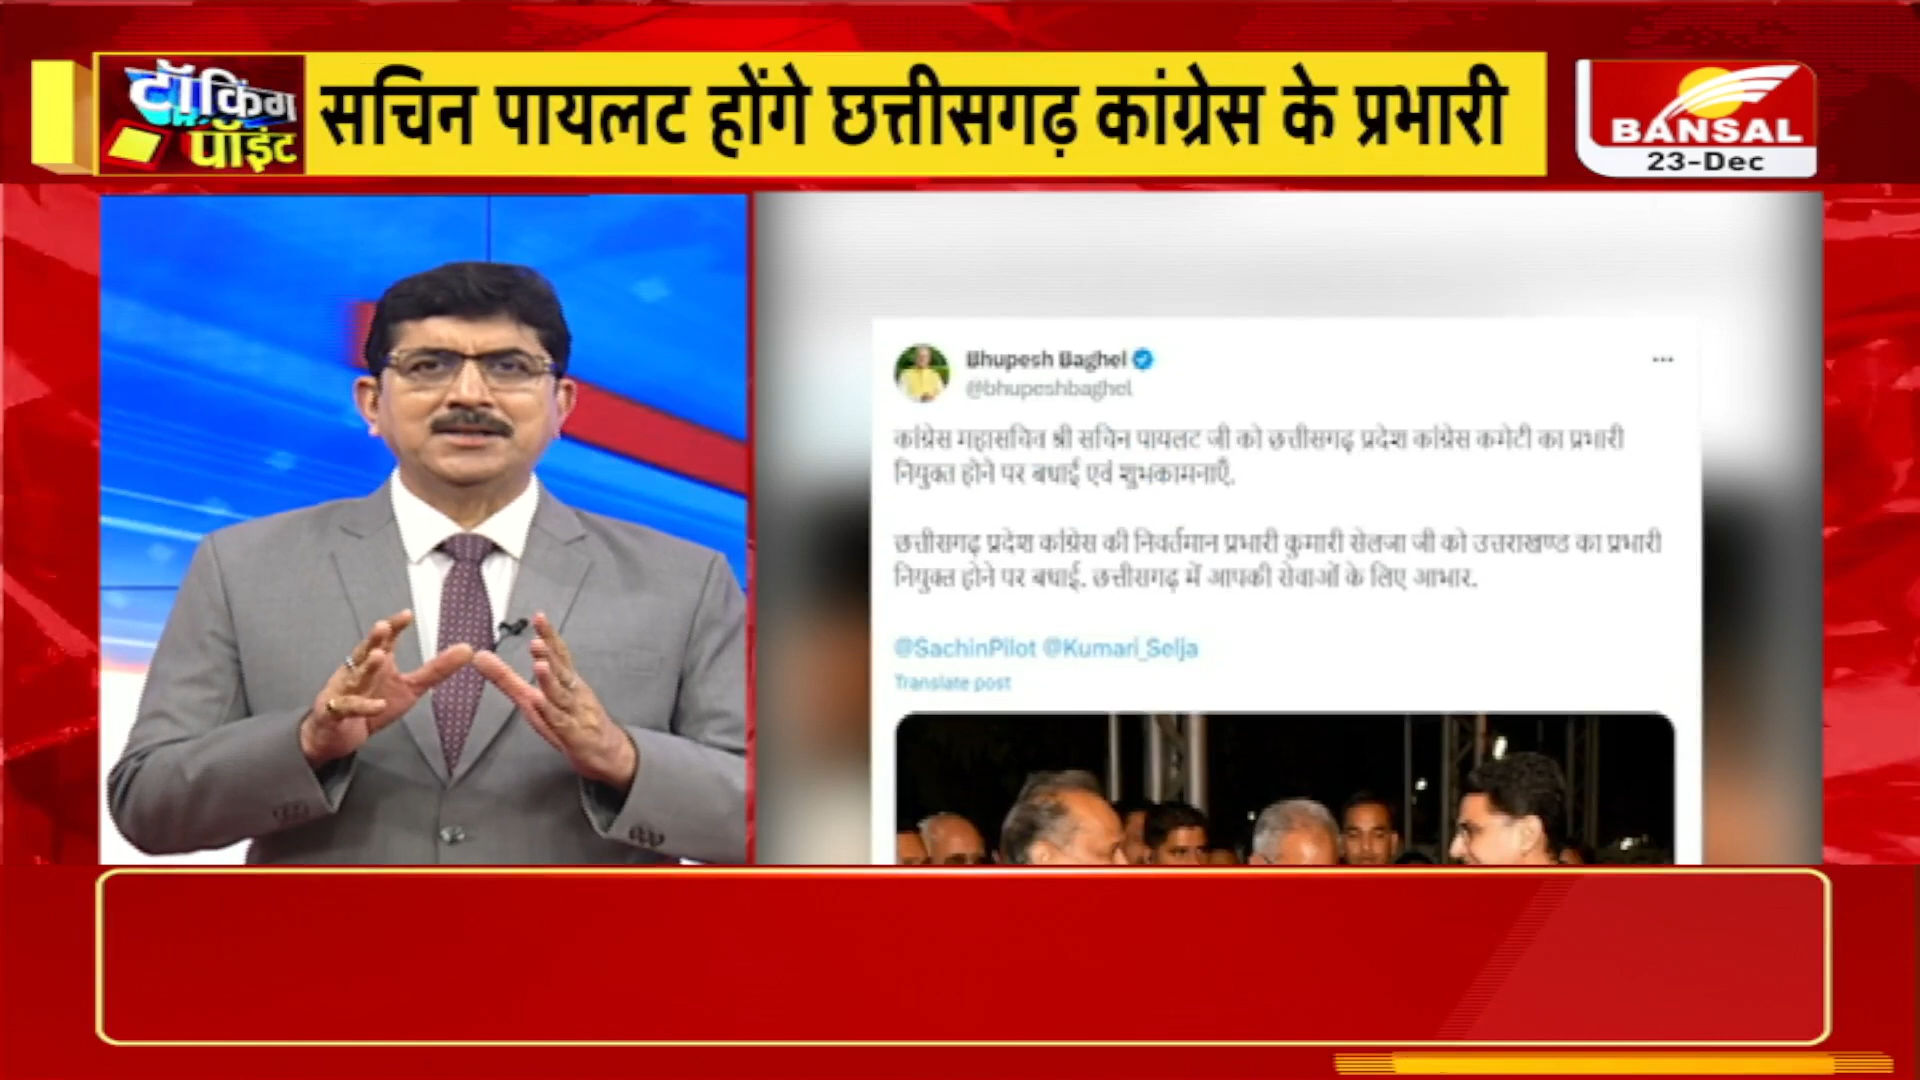 टॉकिंग
पॉइंट
सचिन पायलट होंगे छत्तीसगढ़ कांग्रेस के प्रभारी
BANSAL
23-Dec
Bhupesh Baghel
@bhupeshbaghel
कांग्रेस महासचिव श्री सचिन पायलट जी को छत्तीसगढ़ प्रदेश कांग्रेस कमेटी का प्रभारी
नियुक्त होने पर बधाई एवं शुभकामनाएँ.
छत्तीसगढ़ प्रदेश कांग्रेस की निवर्तमान प्रभारी कुमारी सेलजा जी को उत्तराखण्ड का प्रभारी
नियुक्त होने पर बधाई. छत्तीसगढ़ में आपकी सेवाओं के लिए आभार.
@SachinPilot @Kumari_Selja
Translate post